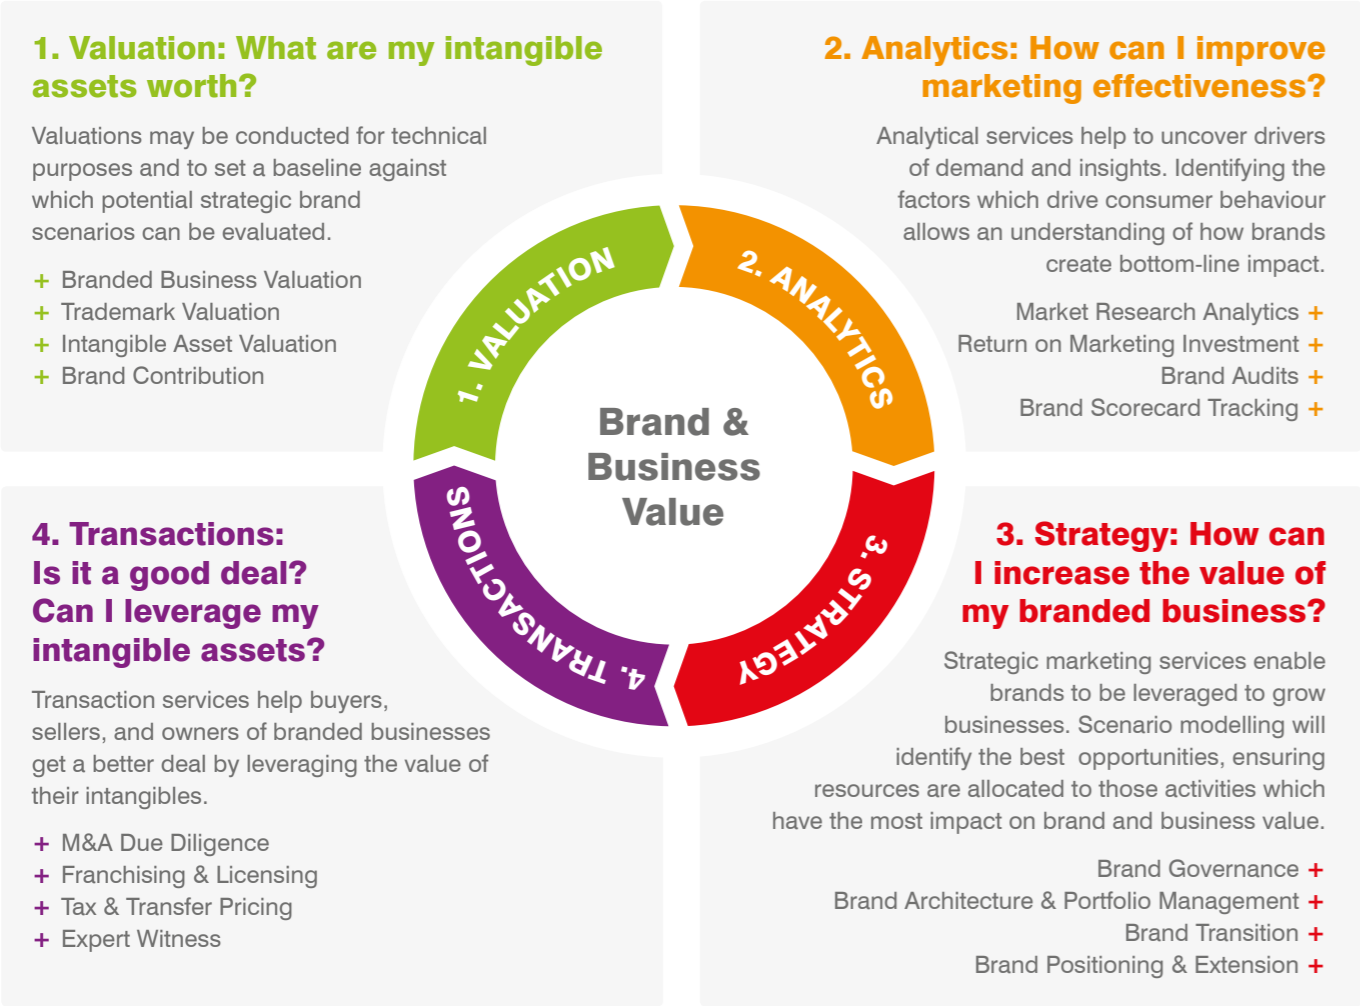 1. Valuation: What are my intangible
assets worth?
Valuations may be conducted for technical
purposes and to set a baseline against
which potential strategic brand
scenarios can be evaluated.
+ Branded Business Valuation
+ Trademark Valuation
+ Intangible Asset Valuation
+ Brand Contribution
2. Analytics: How can I improve
marketing effectiveness?
Analytical services help to uncover drivers
of demand and insights. Identifying the
factors which drive consumer behaviour
allows an understanding of how brands
create bottom-line impact.
Market Research Analytics +
Return on Marketing Investment +
Brand Audits +
Brand Scorecard Tracking +
1. VALUATION
2. ANALYTICS
3. STRATEGY
4. TRANSACTIONS
Brand &
Business
Value
4. Transactions:
Is it a good deal?
Can I leverage my
intangible assets?
Transaction services help buyers,
sellers, and owners of branded businesses
get a better deal by leveraging the value of
their intangibles.
+ M&A Due Diligence
+ Franchising & Licensing
+ Tax & Transfer Pricing
+ Expert Witness
3. Strategy: How can
I increase the value of
my branded business?
Strategic marketing services enable
brands to be leveraged to grow
businesses. Scenario modelling will
identify the best  opportunities, ensuring
resources are allocated to those activities which
have the most impact on brand and business value.
Brand Governance +
Brand Architecture & Portfolio Management +
Brand Transition +
Brand Positioning & Extension +